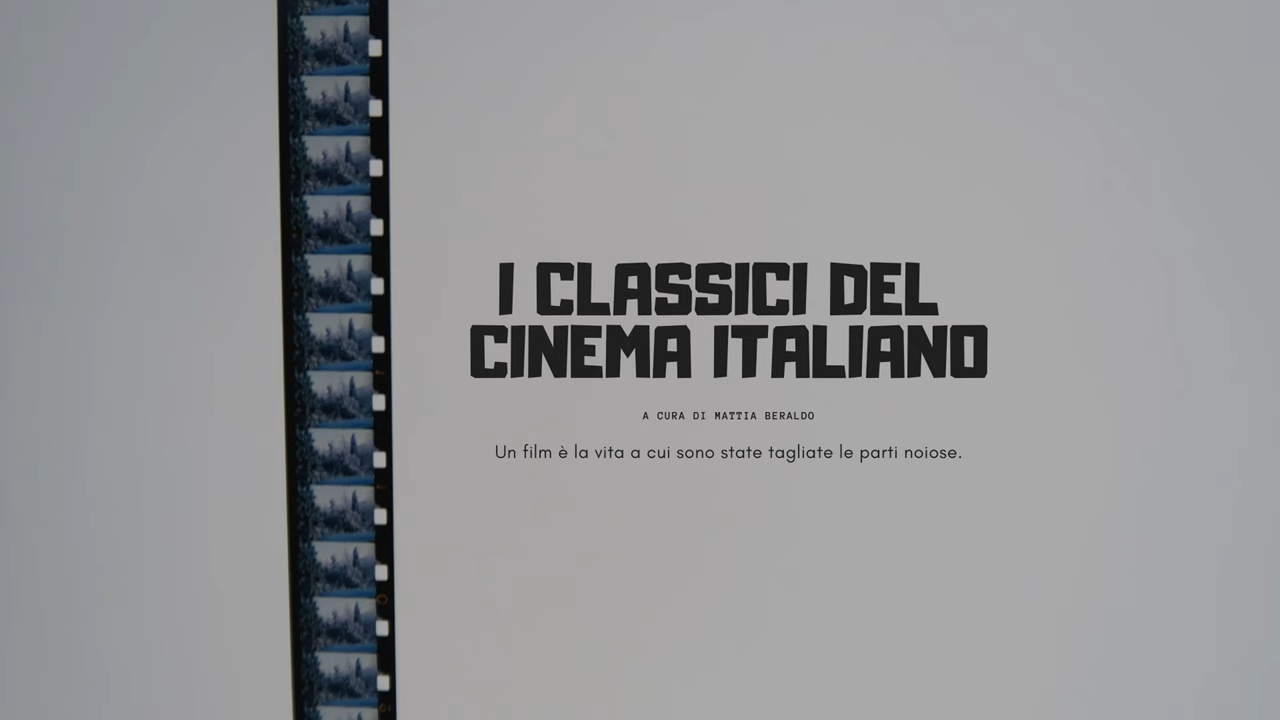 I CLASSICI DEL
CINEMA ITALIANO
A CURA DI MATTIA BERALDO
Un film è la vita a cui sono state tagliate le parti noiose.